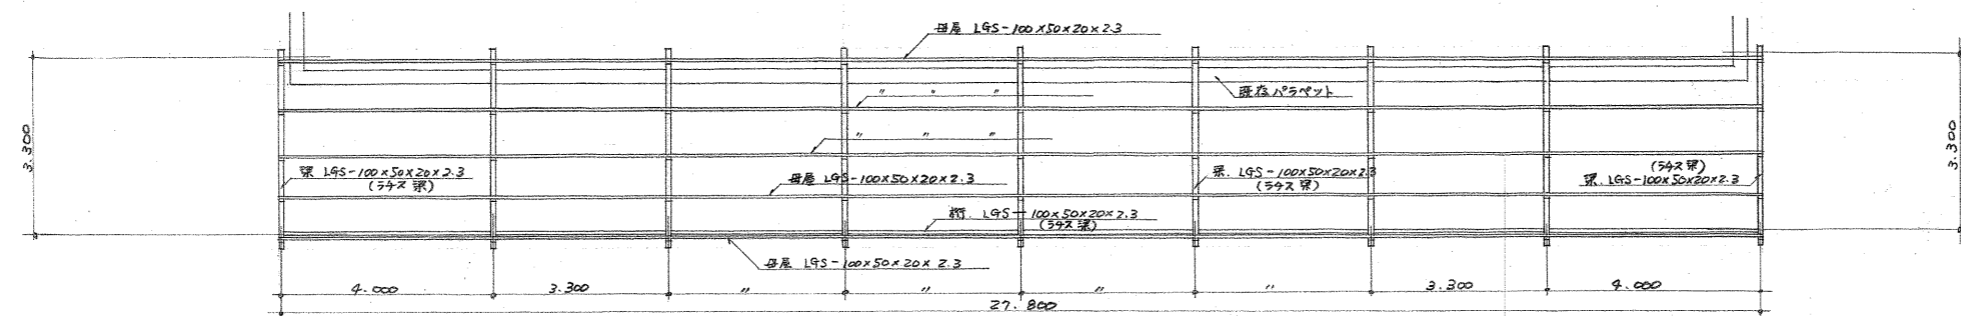 母屋 LGS-100×50×20×2.3
〃 〃 〃
既存パラペット
〃 〃 〃
3.300
3.300
梁 LGS-100×50×20×2.3
(ラチス梁)
母屋 LGS-100×50×20×2.3
梁. LGS-100×50×20×2.3
(ラチス梁)
(ラチス梁)
梁. LGS-100×50×20×2.3
桁. LGS-100×50×20×2.3
(ラチス梁)
母屋 LGS-100×50×20×2.3
4.000 3.300 〃 〃 〃 〃 3.300 4.000
27.800